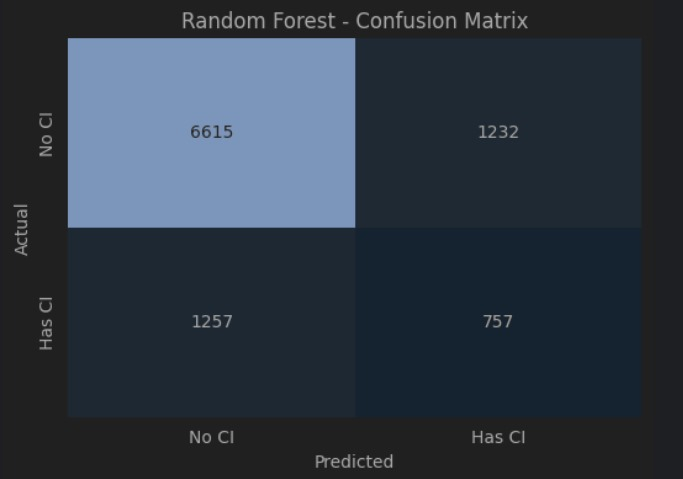 Random Forest - Confusion Matrix
Actual
No CI
6615 1232
Has CI
1257 757
No CI Has CI
Predicted